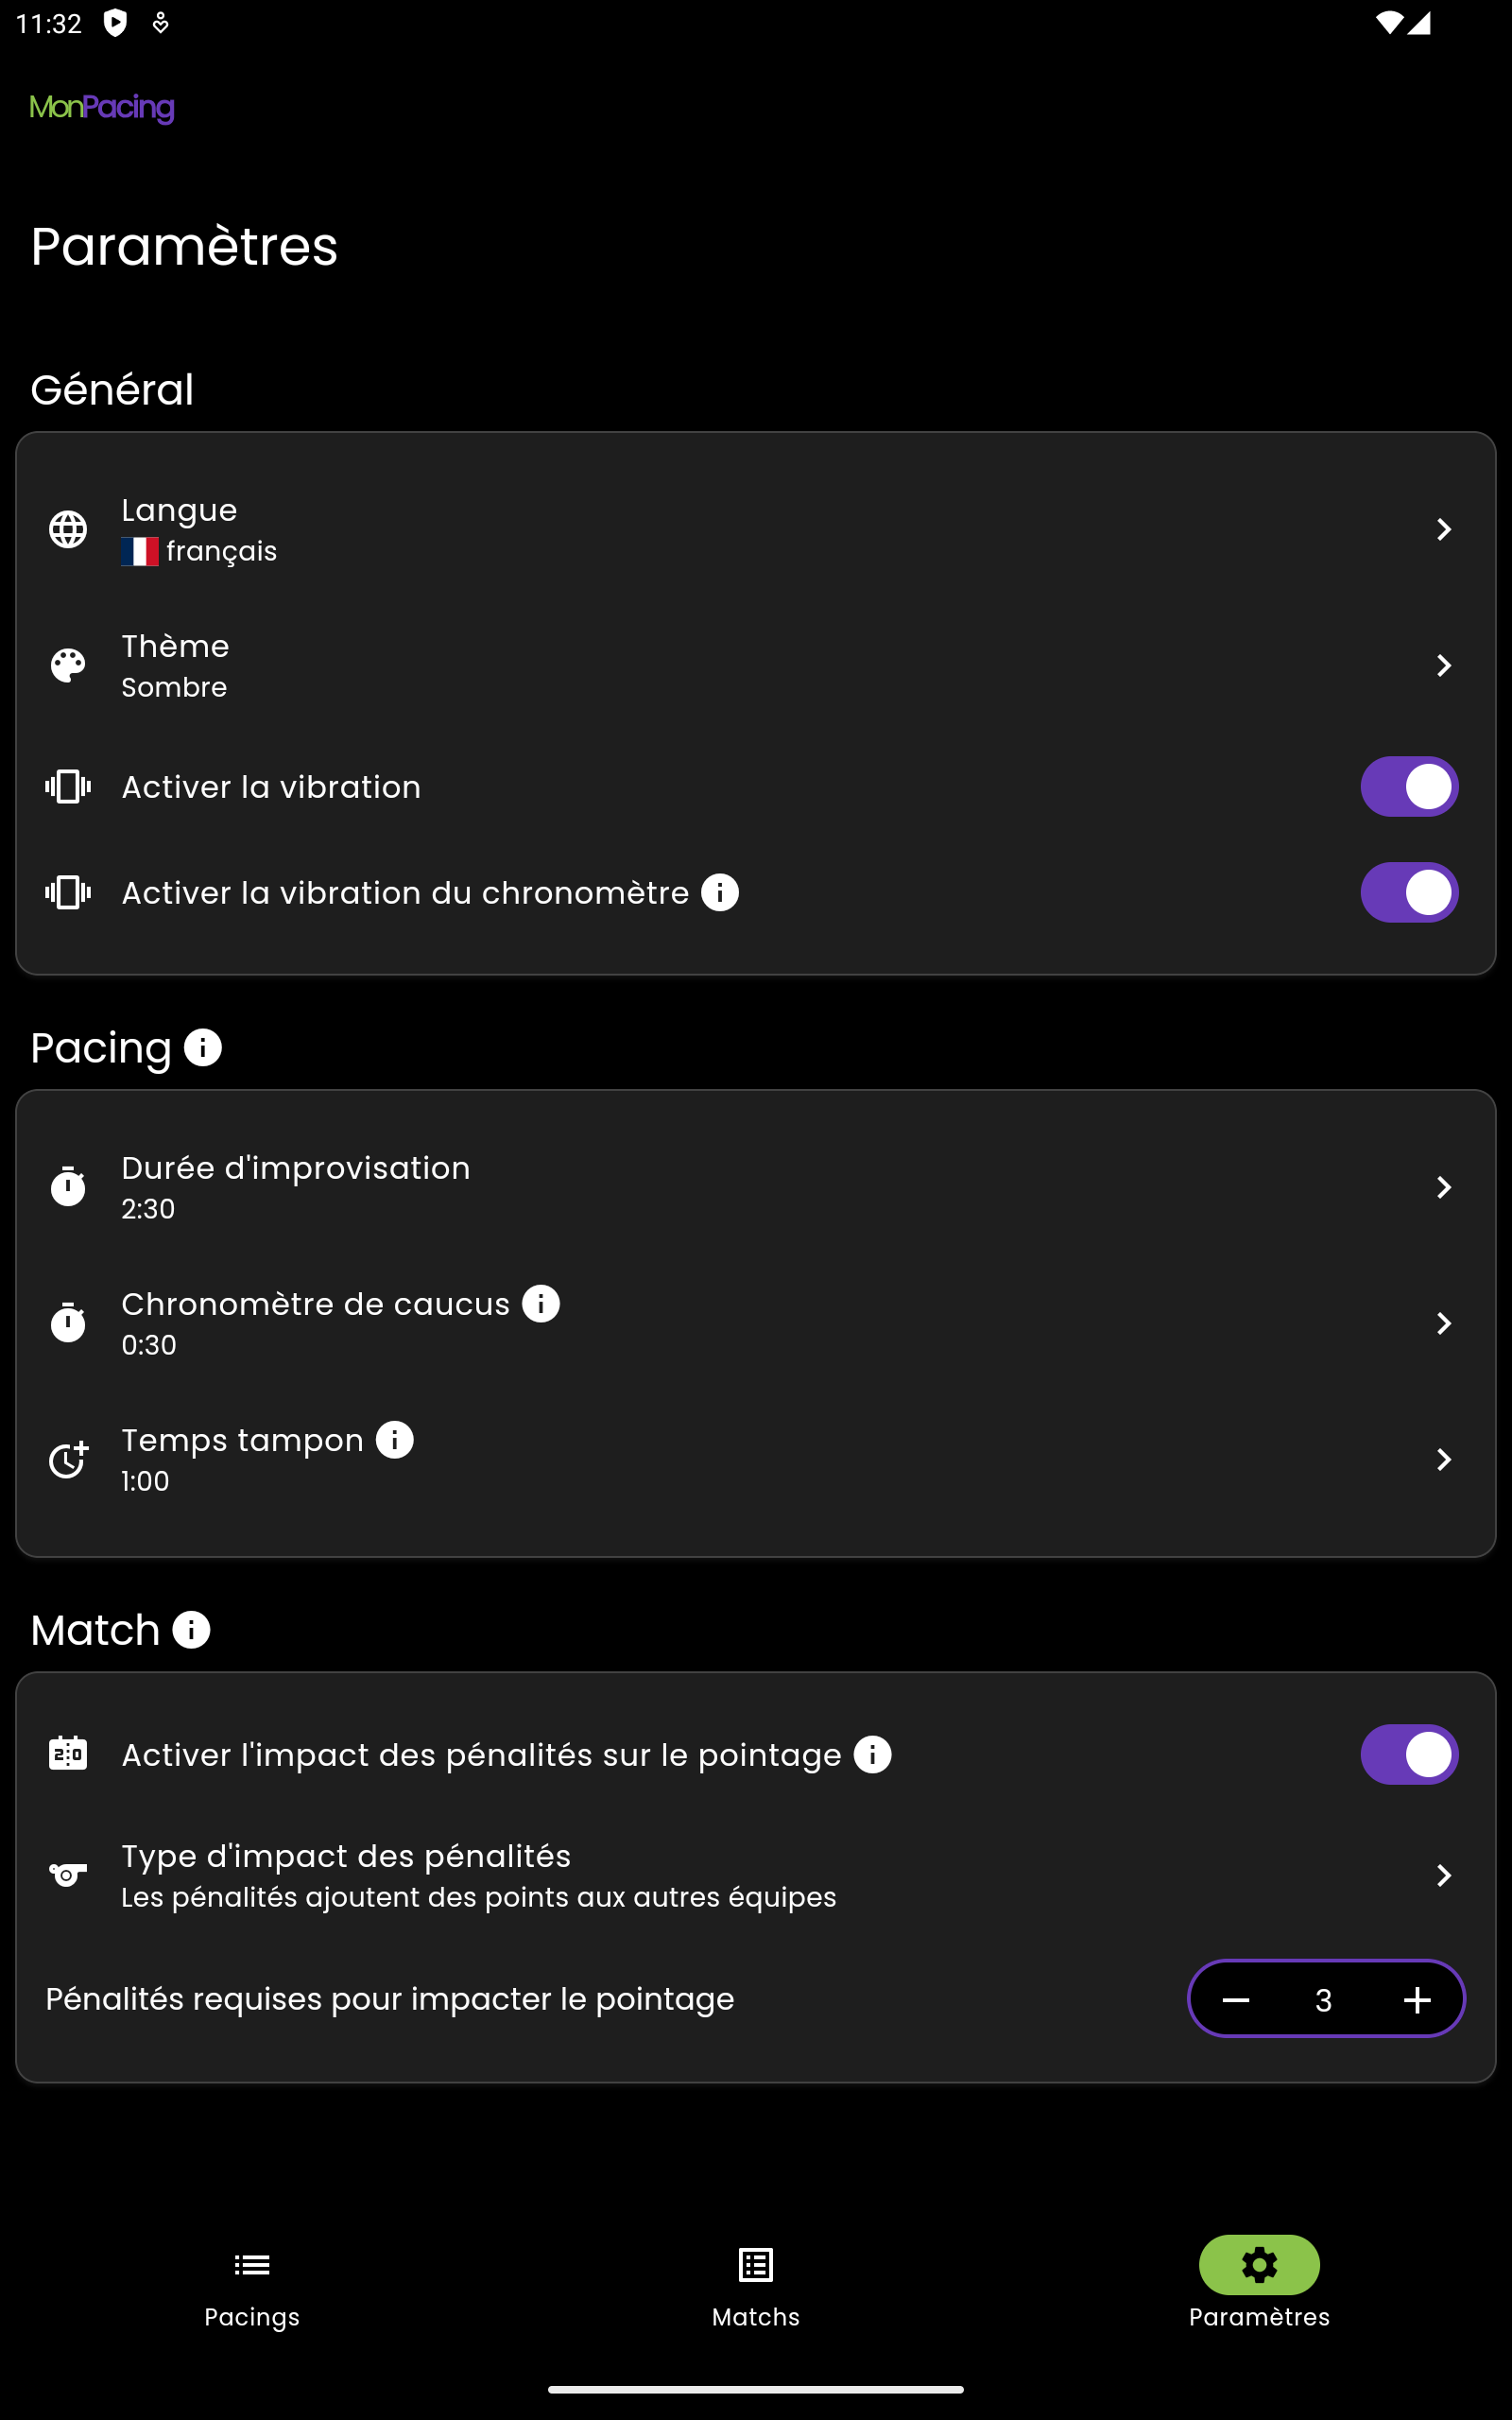 11:32
MonPacing
Paramètres
Général
Langue
français
Thème
Sombre
Activer la vibration
Activer la vibration du chronomètre
Pacing
Durée d'improvisation
2:30
Chronomètre de caucus
0:30
Temps tampon
1:00
Match
Activer l'impact des pénalités sur le pointage
Type d'impact des pénalités
Les pénalités ajoutent des points aux autres équipes
Pénalités requises pour impacter le pointage
3
Pacings
Matchs
Paramètres